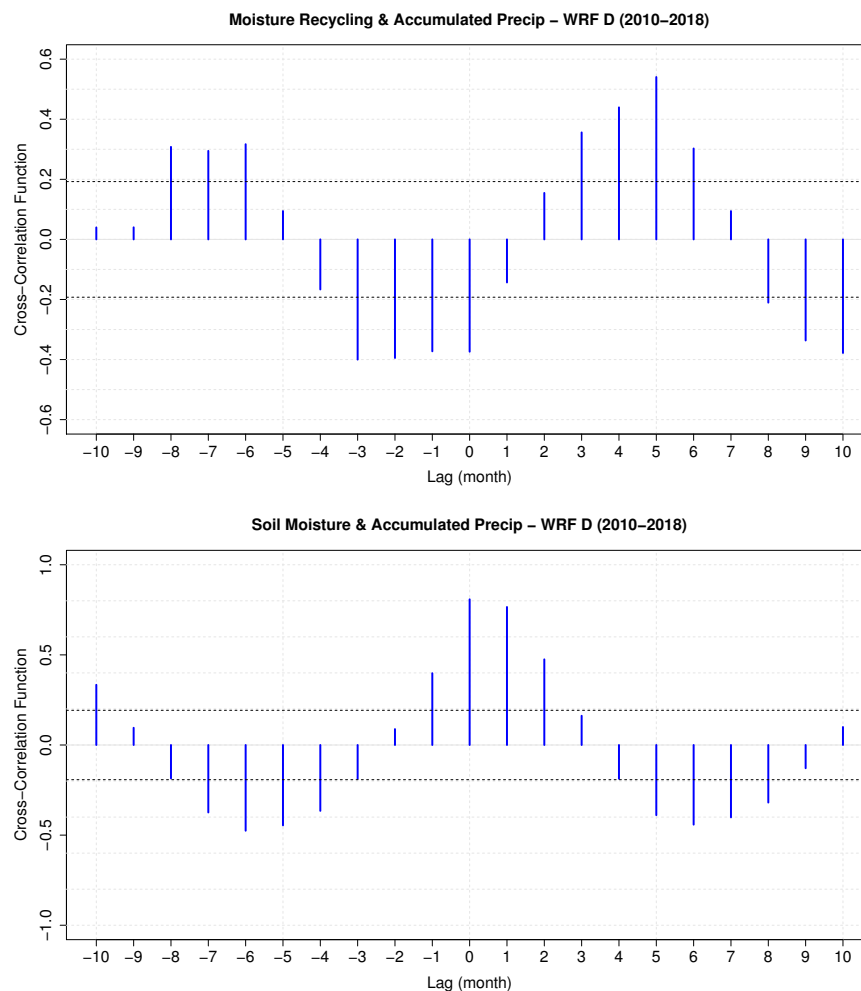 Moisture Recycling & Accumulated Precip − WRF D (2010−2018)
0.6
0.4
0.2
0.0
−0.2
−0.4
−0.6
Cross−Correlation Function
−10 −9 −8 −7 −6 −5 −4 −3 −2 −1 0 1 2 3 4 5 6 7 8 9 10
Lag (month)
Soil Moisture & Accumulated Precip − WRF D (2010−2018)
1.0
0.5
0.0
−0.5
−1.0
Cross−Correlation Function
−10 −9 −8 −7 −6 −5 −4 −3 −2 −1 0 1 2 3 4 5 6 7 8 9 10
Lag (month)